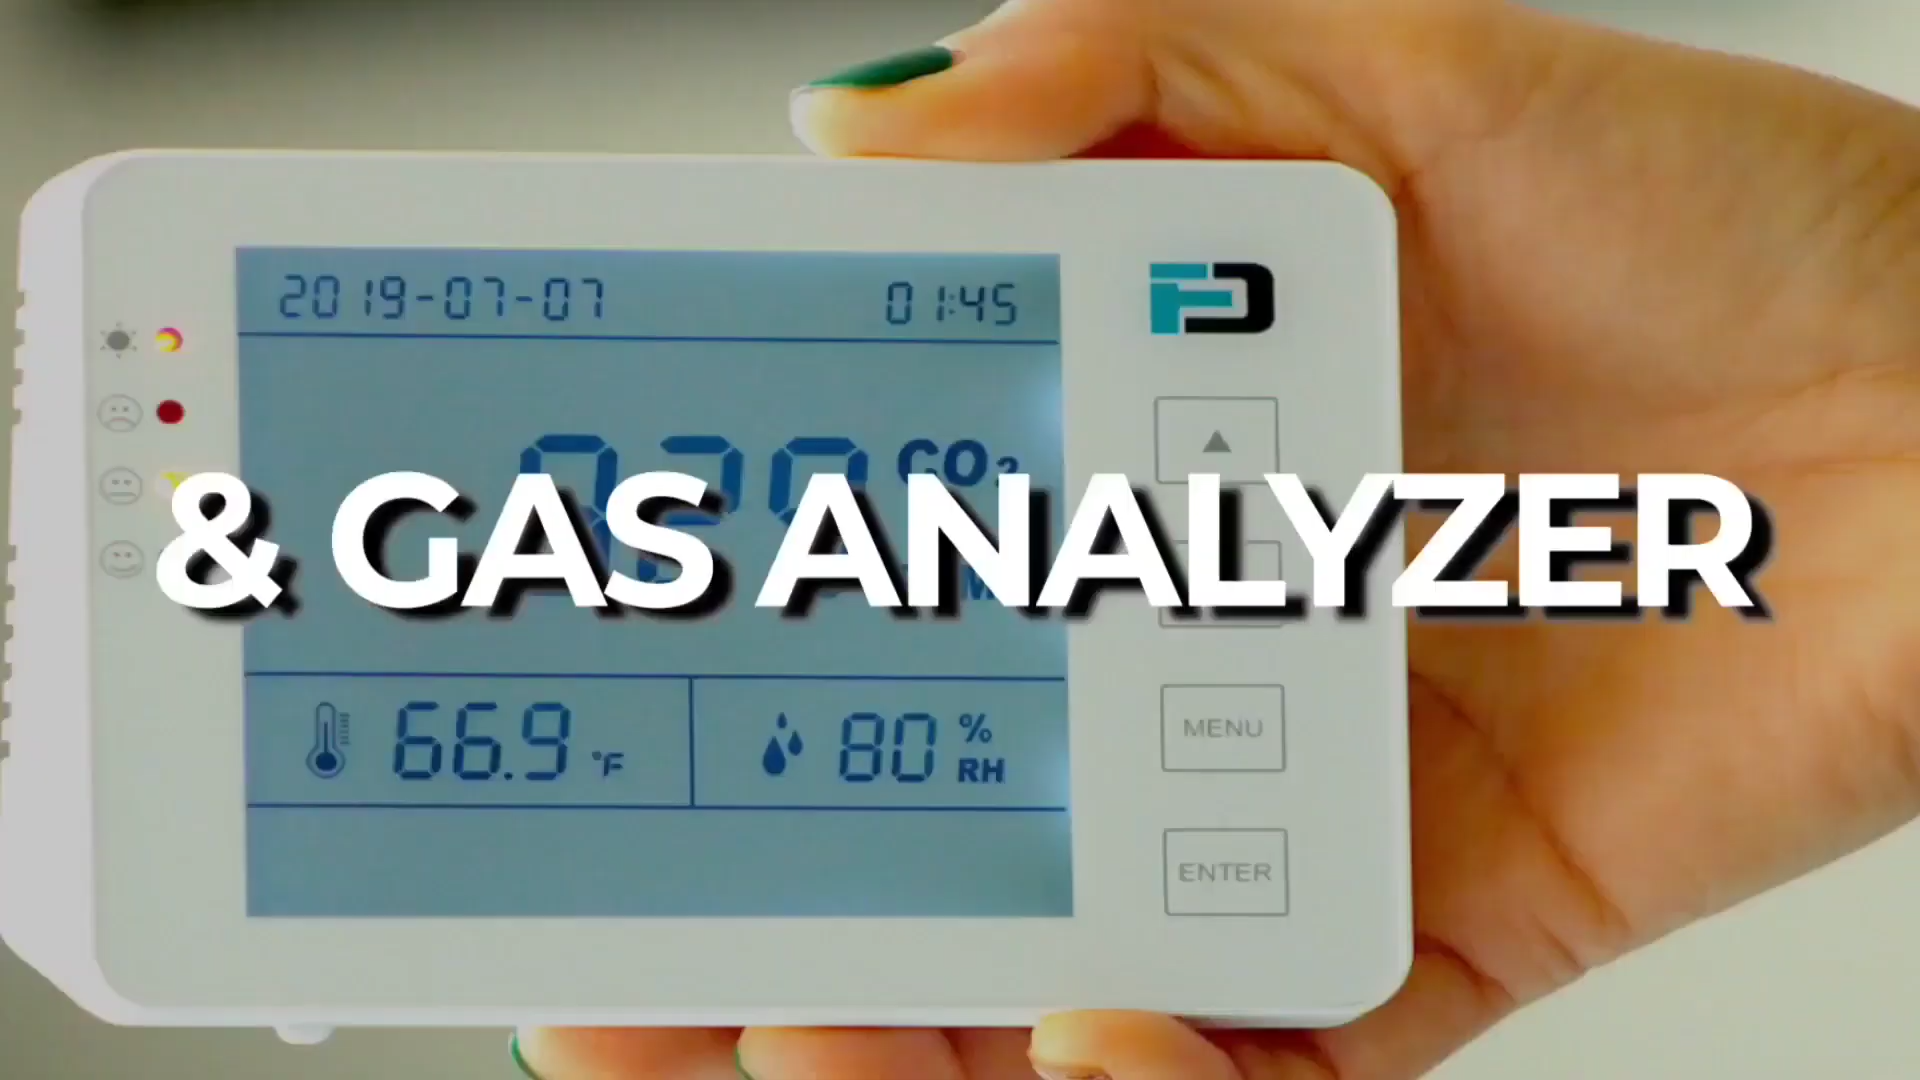 2019-07-07 01:45
CO₂
& GAS ANALYZER
66.9 °F 80 % RH
MENU
ENTER